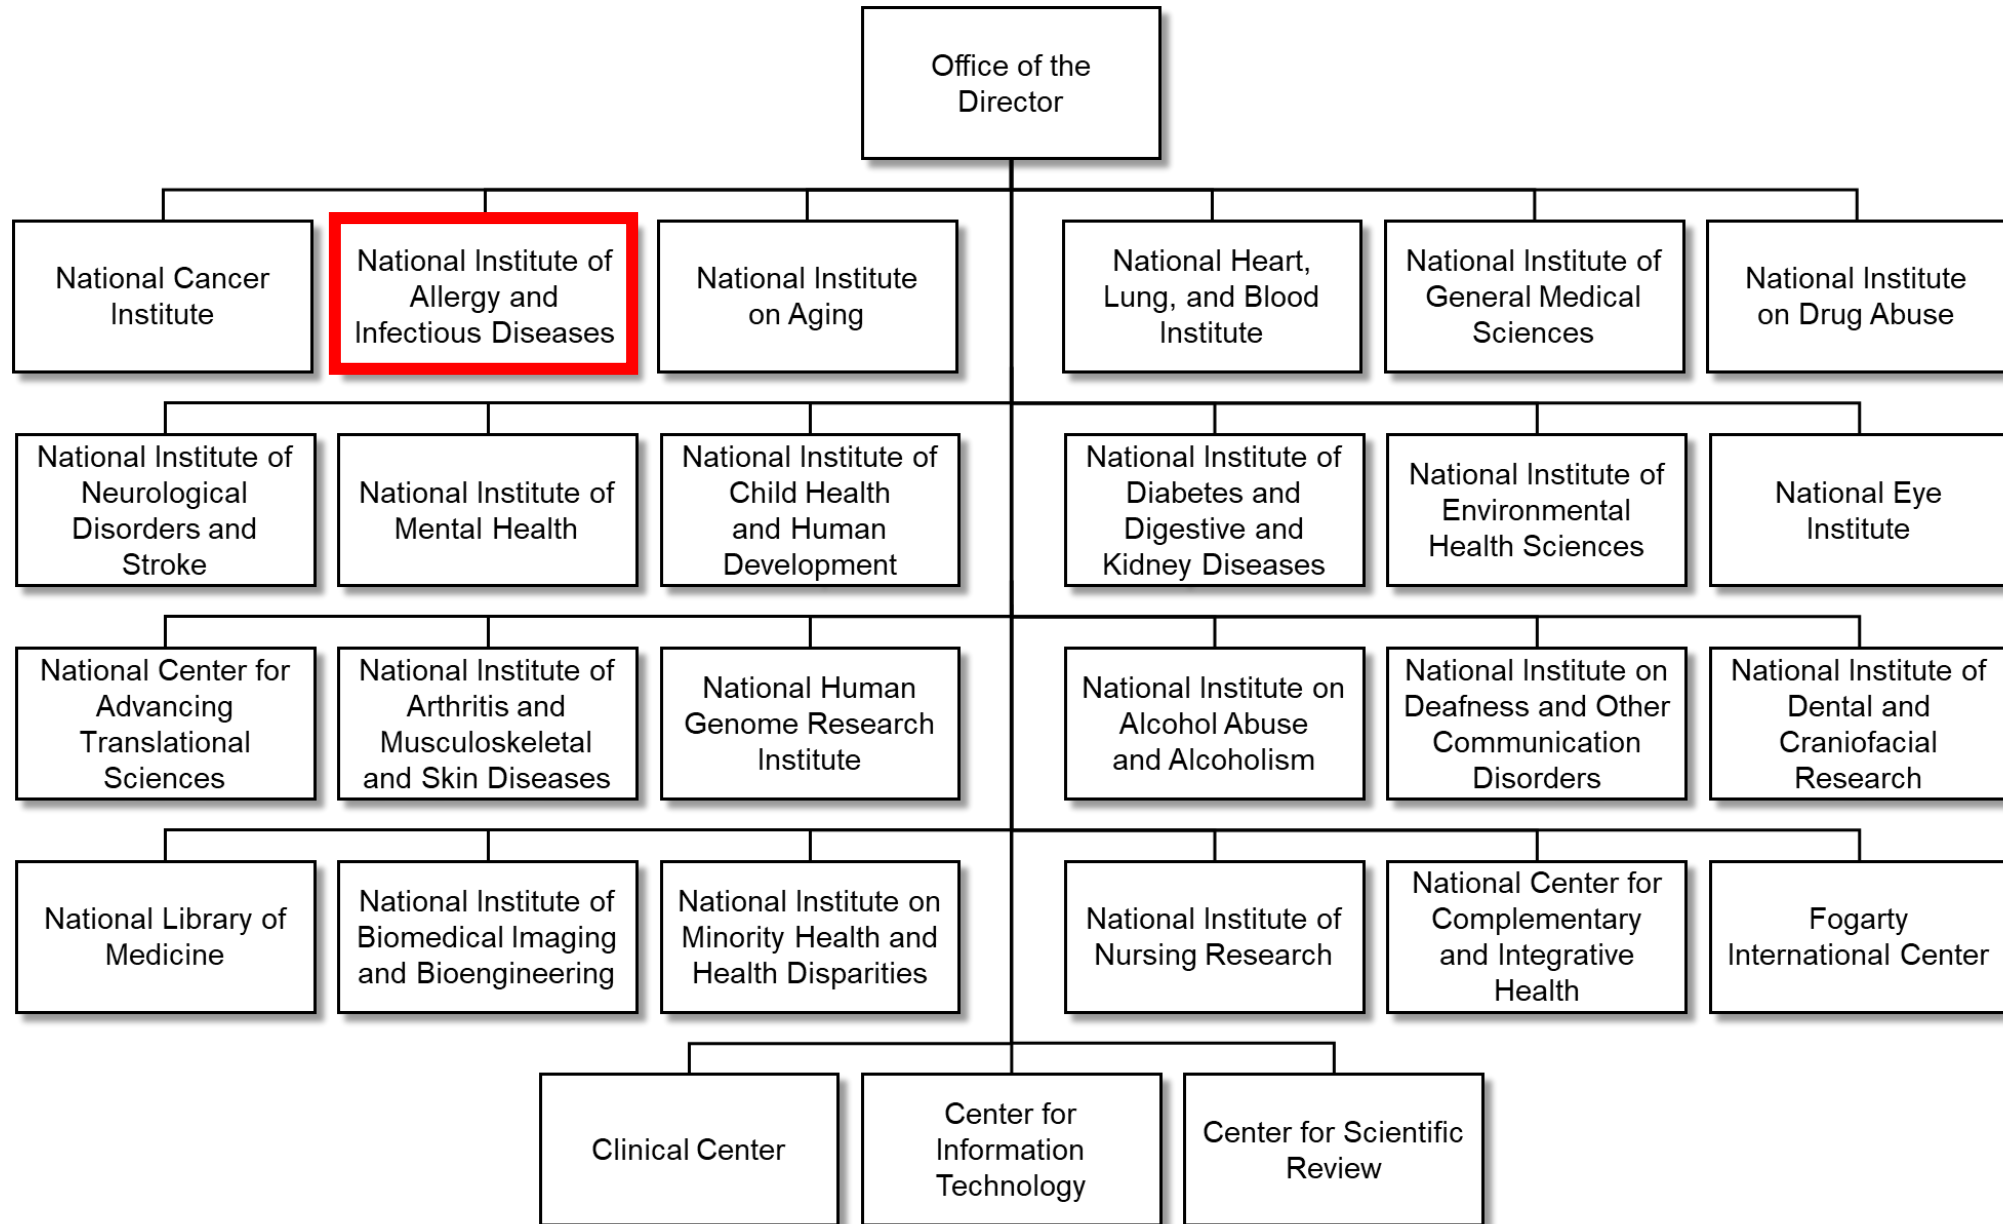 Office of the
Director
National Cancer
Institute
National Institute of
Allergy and
Infectious Diseases
National Institute
on Aging
National Heart,
Lung, and Blood
Institute
National Institute of
General Medical
Sciences
National Institute
on Drug Abuse
National Institute of
Neurological
Disorders and
Stroke
National Institute of
Mental Health
National Institute of
Child Health
and Human
Development
National Institute of
Diabetes and
Digestive and
Kidney Diseases
National Institute of
Environmental
Health Sciences
National Eye
Institute
National Center for
Advancing
Translational
Sciences
National Institute of
Arthritis and
Musculoskeletal
and Skin Diseases
National Human
Genome Research
Institute
National Institute on
Alcohol Abuse
and Alcoholism
National Institute on
Deafness and Other
Communication
Disorders
National Institute of
Dental and
Craniofacial
Research
National Library of
Medicine
National Institute of
Biomedical Imaging
and Bioengineering
National Institute on
Minority Health and
Health Disparities
National Institute of
Nursing Research
National Center for
Complementary
and Integrative
Health
Fogarty
International Center
Clinical Center
Center for
Information
Technology
Center for Scientific
Review